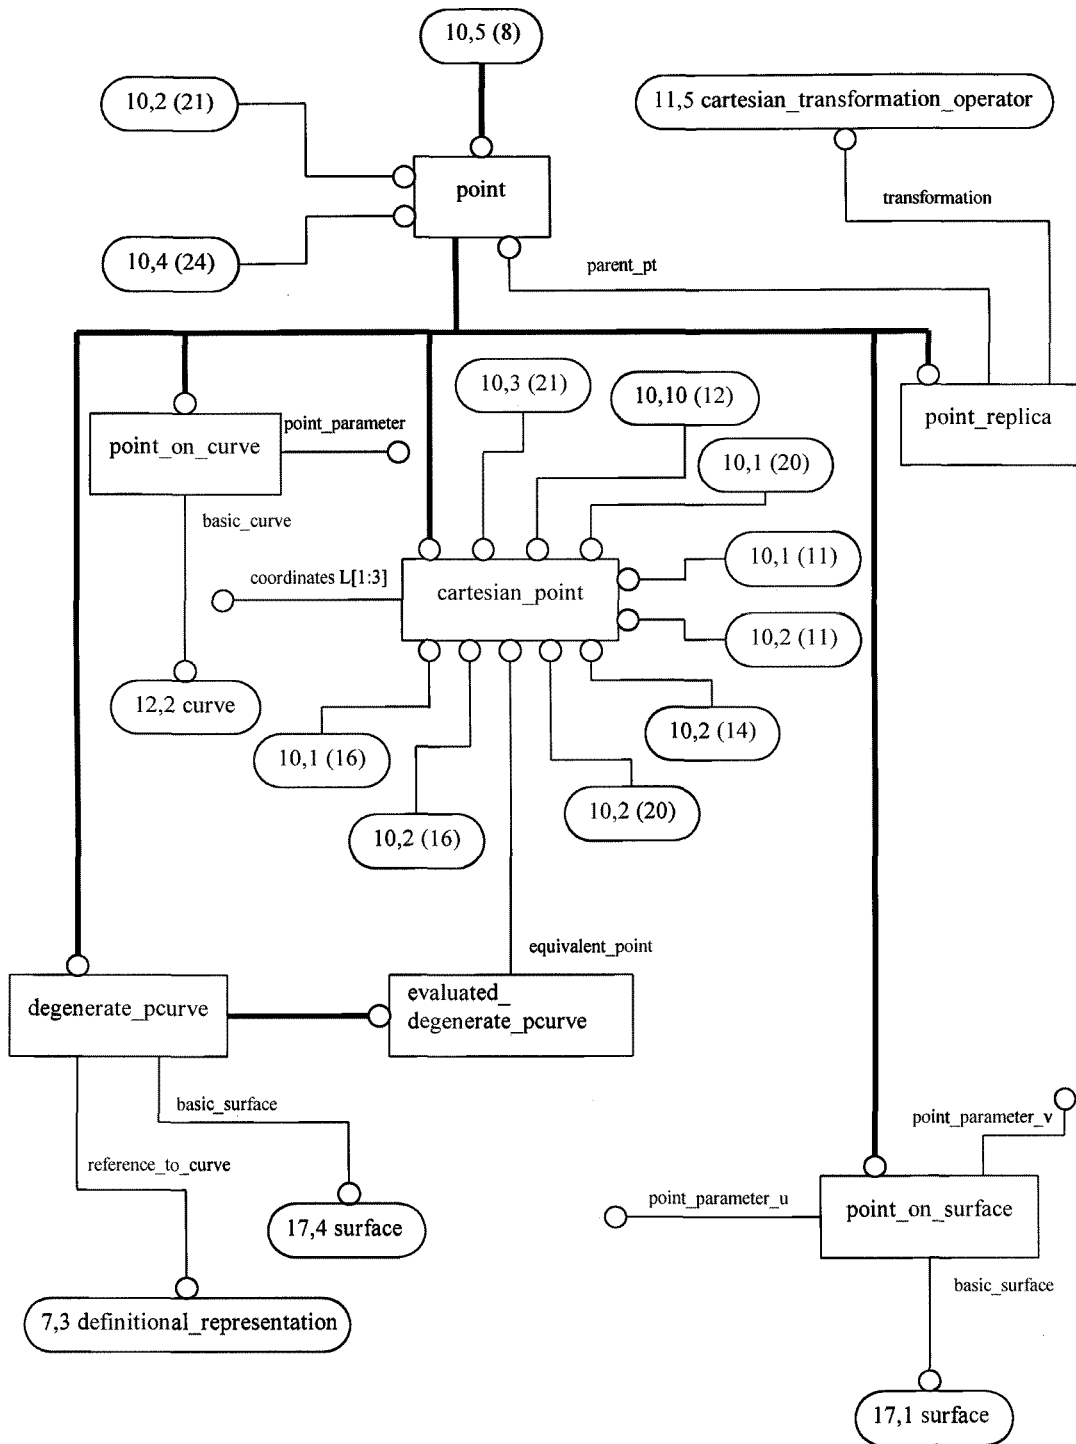 10,5 (8)
10,2 (21)
11,5 cartesian_transformation_operator
point
transformation
10,4 (24)
parent_pt
10,3 (21)
10,10 (12)
point_replica
point_parameter
point_on_curve
10,1 (20)
basic_curve
10,1 (11)
coordinates L[1:3]
cartesian_point
10,2 (11)
12,2 curve
10,2 (14)
10,1 (16)
10,2 (20)
10,2 (16)
equivalent_point
degenerate_pcurve
evaluated_
degenerate_pcurve
basic_surface
point_parameter_v
reference_to_curve
point_parameter_u
point_on_surface
17,4 surface
basic_surface
7,3 definitional_representation
17,1 surface